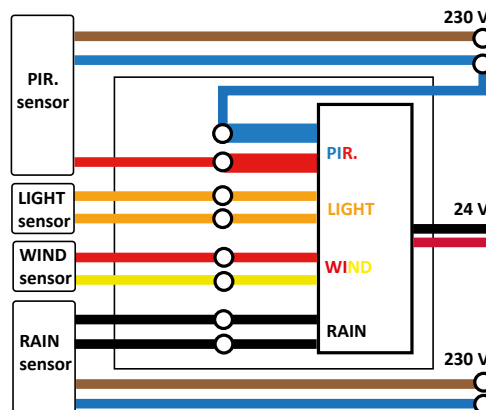 230 V
PIR.
sensor
PIR.
LIGHT
sensor
LIGHT
24 V
WIND
sensor
WIND
RAIN
sensor
RAIN
230 V